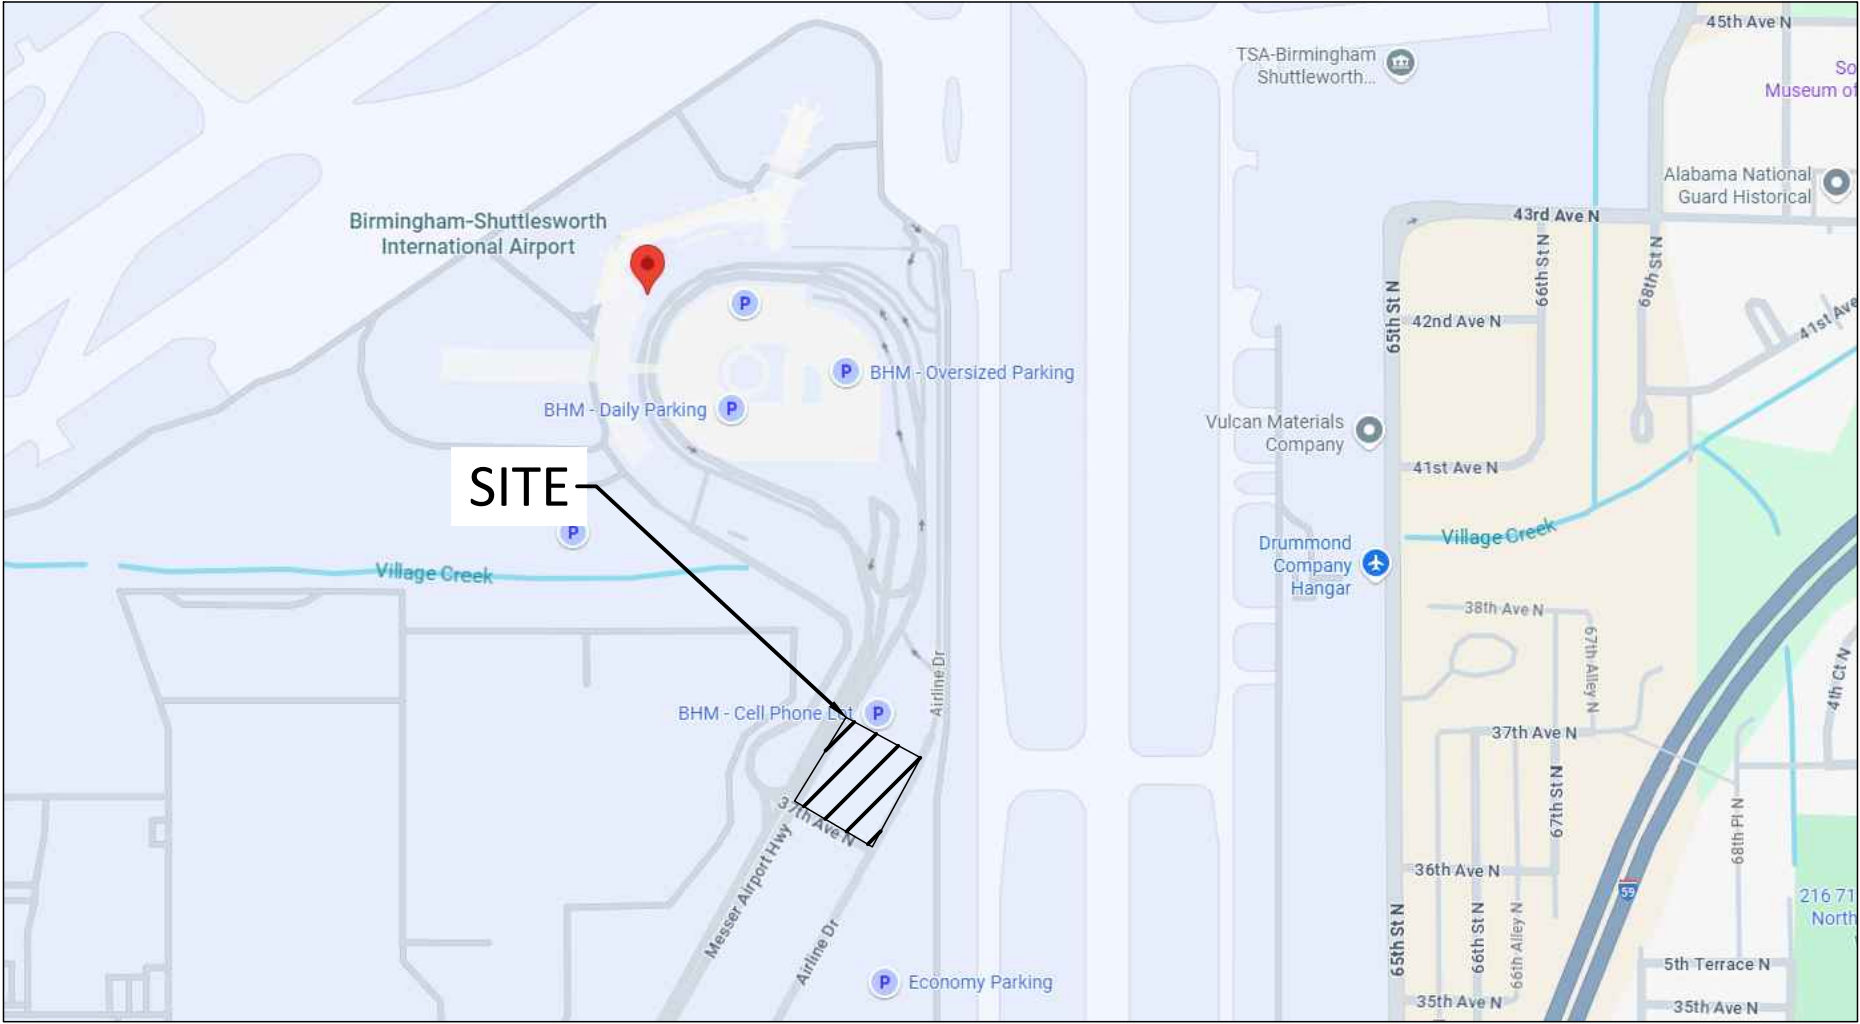 45th Ave N
TSA-Birmingham
Shuttleworth...
So
Museum of
Alabama National
Guard Historical
Birmingham-Shuttlesworth
International Airport
43rd Ave N
66th St N
68th St N
65th St N
42nd Ave N
41st Ave
P
P
BHM - Oversized Parking
BHM - Daily Parking
P
Vulcan Materials
Company
41st Ave N
SITE
P
Village Creek
Village Creek
Drummond
Company
Hangar
38th Ave N
67th Alley N
Airline Dr
4th Ct N
BHM - Cell Phone Lot
P
37th Ave N
67th St N
37th Ave N
Messer Airport Hwy
68th Pl N
36th Ave N
59
216 71
North
65th St N
66th St N
66th Alley N
Airline Dr
P
Economy Parking
5th Terrace N
35th Ave N
35th Ave N